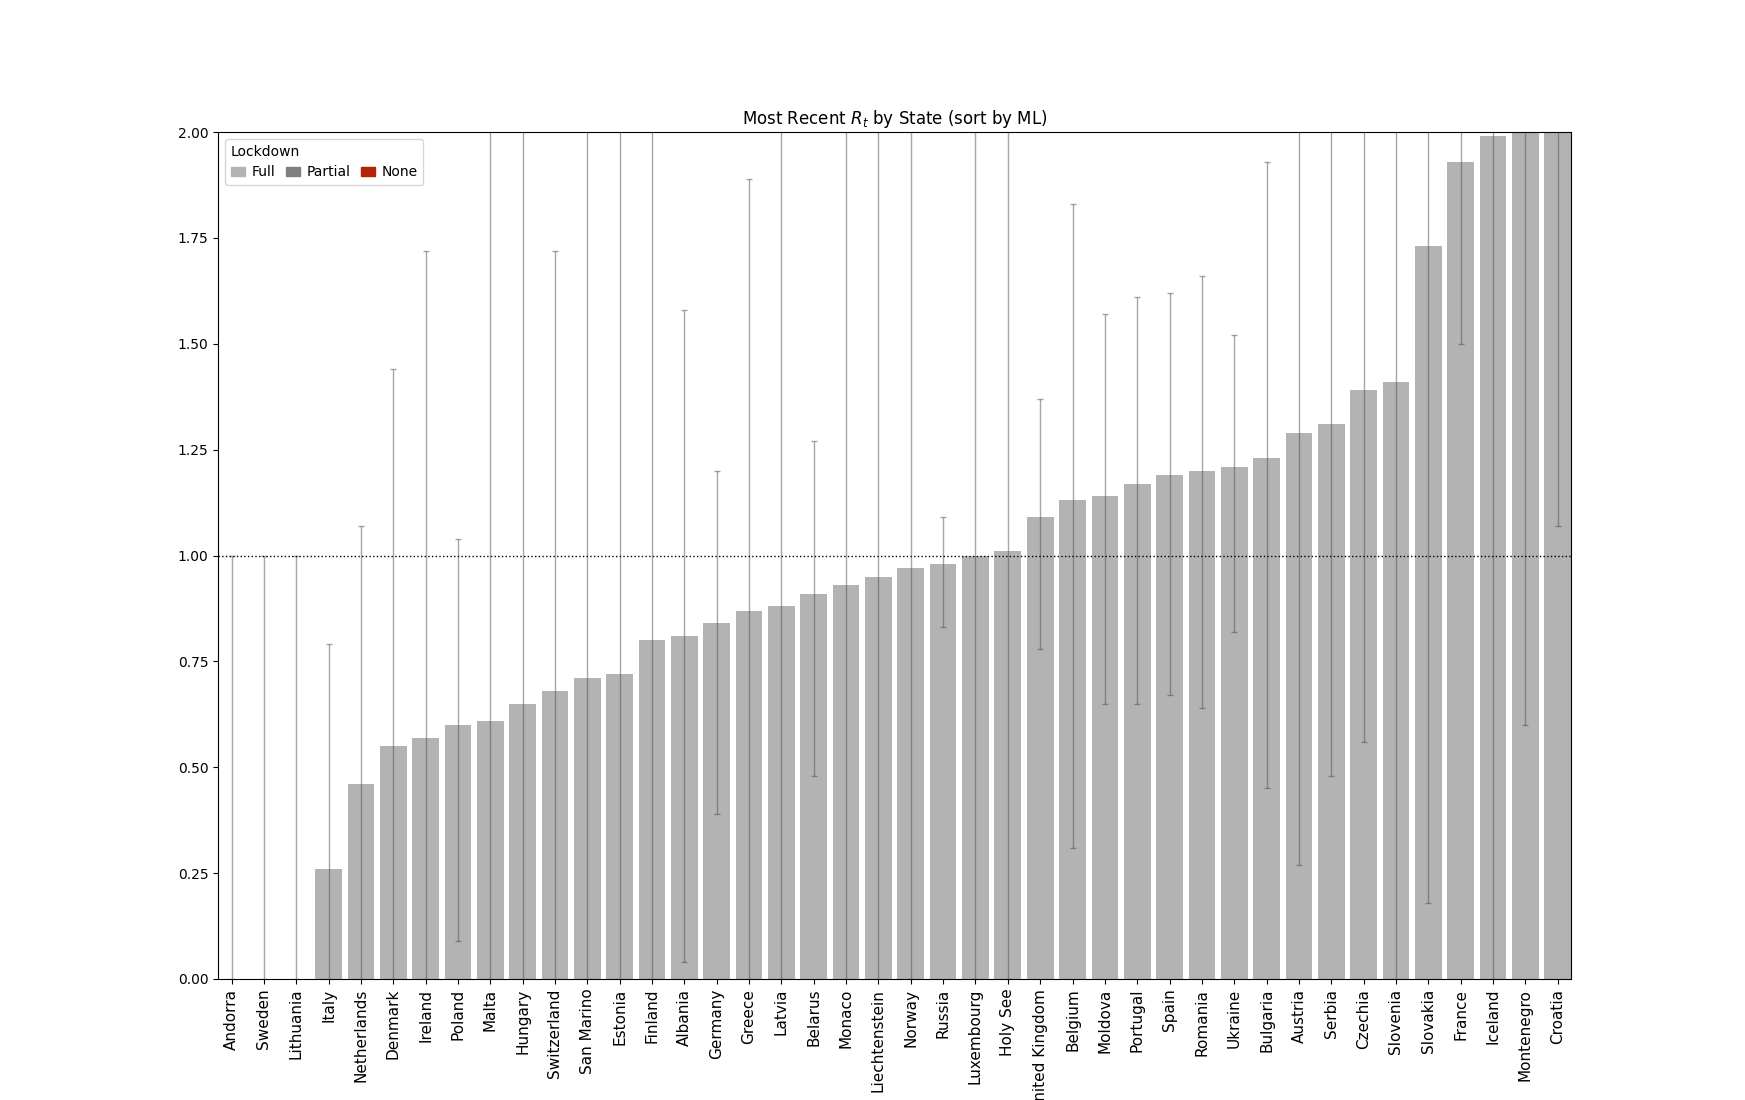 Most Recent Rt by State (sort by ML)
2.00
Lockdown
Full Partial None
1.75
1.50
1.25
1.00
0.75
0.50
0.25
0.00
Andorra
Sweden
Lithuania
Italy
Netherlands
Denmark
Ireland
Poland
Malta
Hungary
Switzerland
San Marino
Estonia
Finland
Albania
Germany
Greece
Latvia
Belarus
Monaco
Liechtenstein
Norway
Russia
Luxembourg
Holy See
nited Kingdom
Belgium
Moldova
Portugal
Spain
Romania
Ukraine
Bulgaria
Austria
Serbia
Czechia
Slovenia
Slovakia
France
Iceland
Montenegro
Croatia